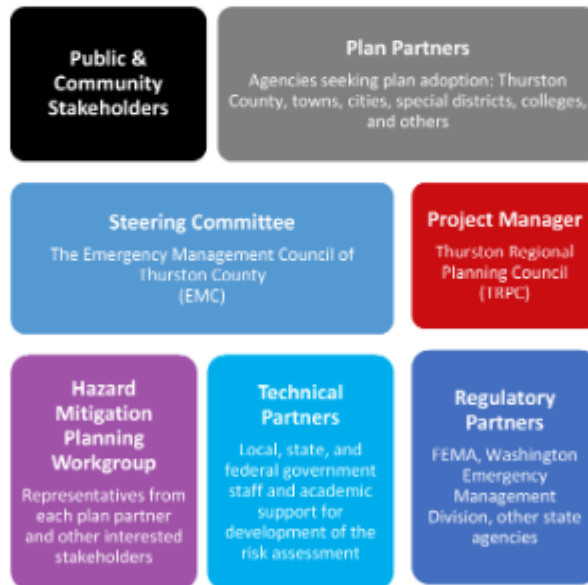 Public &
Community
Stakeholders
Plan Partners
Agencies seeking plan adoption: Thurston
County, towns, cities, special districts, colleges,
and others
Steering Committee
The Emergency Management Council of
Thurston County
(EMC)
Project Manager
Thurston Regional
Planning Council
(TRPC)
Hazard
Mitigation
Planning
Workgroup
Representatives from
each plan partner
and other interested
stakeholders
Technical
Partners
Local, state, and
federal government
staff and academic
support for
development of the
risk assessment
Regulatory
Partners
FEMA, Washington
Emergency
Management
Division, other state
agencies